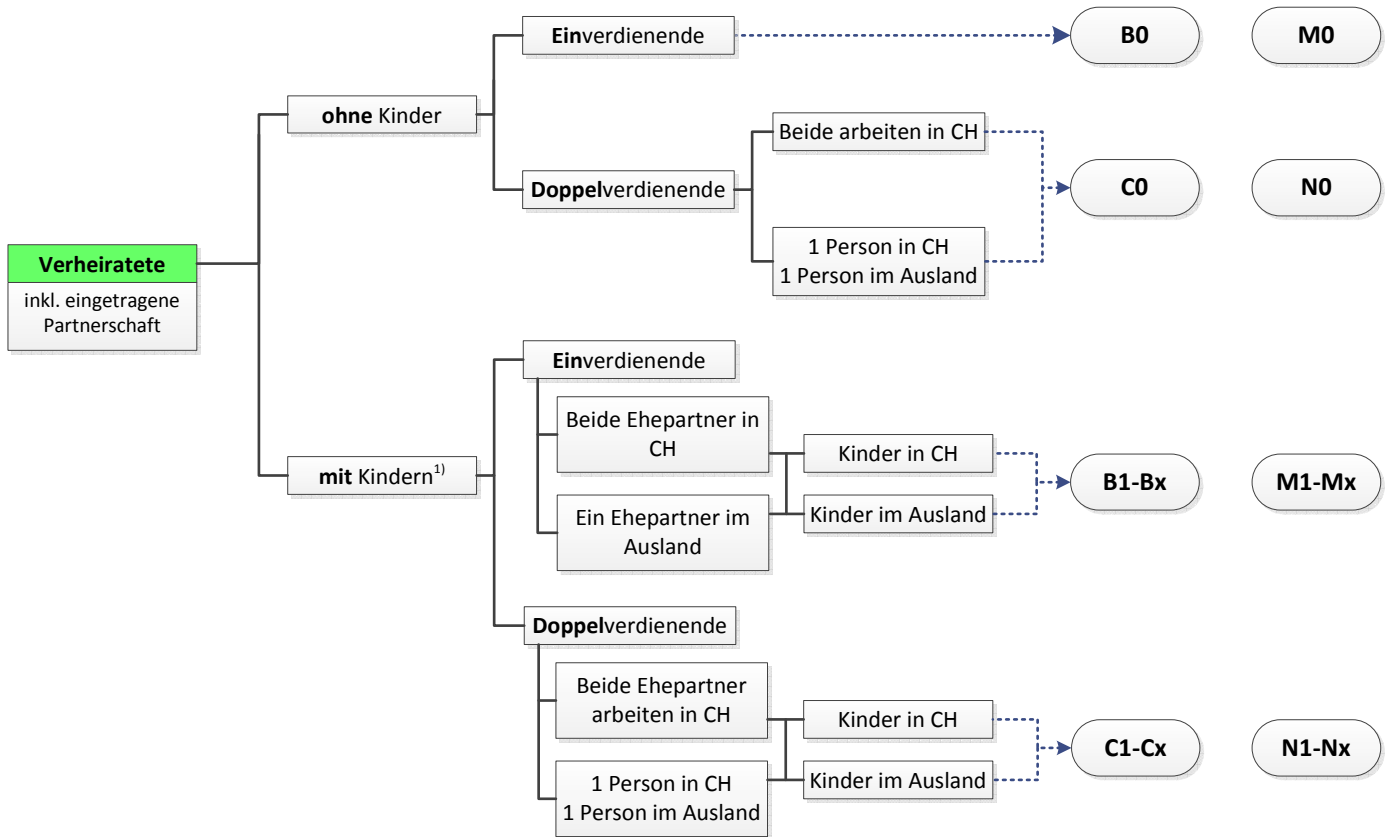 Einverdienende
B0
M0
ohne Kinder
Beide arbeiten in CH
Doppelverdienende
C0
N0
1 Person in CH
1 Person im Ausland
Verheiratete
inkl. eingetragene
Partnerschaft
Einverdienende
Beide Ehepartner in
CH
Kinder in CH
mit Kindern1)
B1-Bx
M1-Mx
Ein Ehepartner im
Ausland
Kinder im Ausland
Doppelverdienende
Beide Ehepartner
arbeiten in CH
Kinder in CH
C1-Cx
N1-Nx
1 Person in CH
1 Person im Ausland
Kinder im Ausland